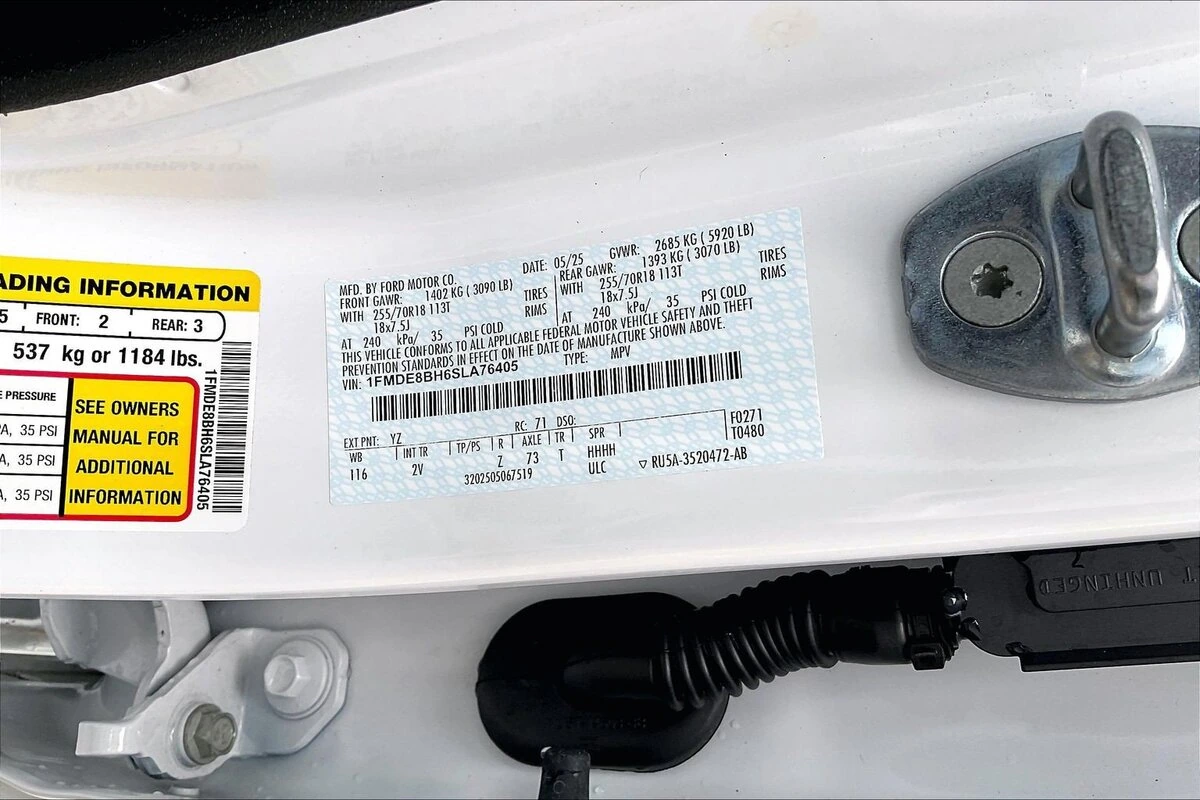 ADING INFORMATION
5 FRONT: 2 REAR: 3
537 kg or 1184 lbs.
PRESSURE
A, 35 PSI
A, 35 PSI
A, 35 PSI
SEE OWNERS
MANUAL FOR
ADDITIONAL
INFORMATION
1FMDE8BH6SLA76405
MFD. BY FORD MOTOR CO. DATE: 05/25 GVWR: 2685 KG ( 5920 LB)
FRONT GAWR: 1402 KG ( 3090 LB) REAR GAWR: 1393 KG ( 3070 LB)
WITH 255/70R18 113T TIRES WITH 255/70R18 113T TIRES
18x7.5J RIMS 18x7.5J RIMS
AT 240 kPa/ 35 PSI COLD AT 240 kPa/ 35 PSI COLD
THIS VEHICLE CONFORMS TO ALL APPLICABLE FEDERAL MOTOR VEHICLE SAFETY AND THEFT
PREVENTION STANDARDS IN EFFECT ON THE DATE OF MANUFACTURE SHOWN ABOVE.
VIN: 1FMDE8BH6SLA76405 TYPE: MPV
EXT PNT: YZ RC: 71 DSO: F0271
WB INT TR TP/PS R AXLE TR SPR T0480
116 2V Z 73 T HHHH
3202505067519 ULC ▽ RU5A-3520472-AB
T UNHINGED